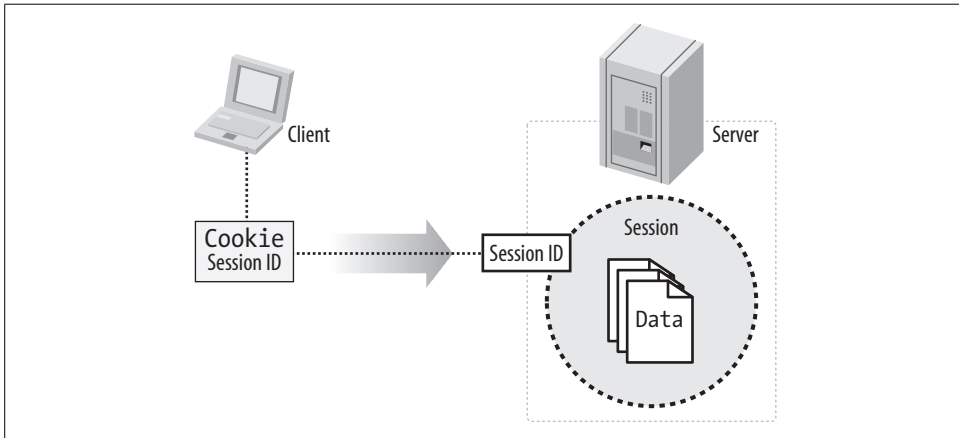 Client
Server
Cookie
Session ID
Session ID
Session
Data